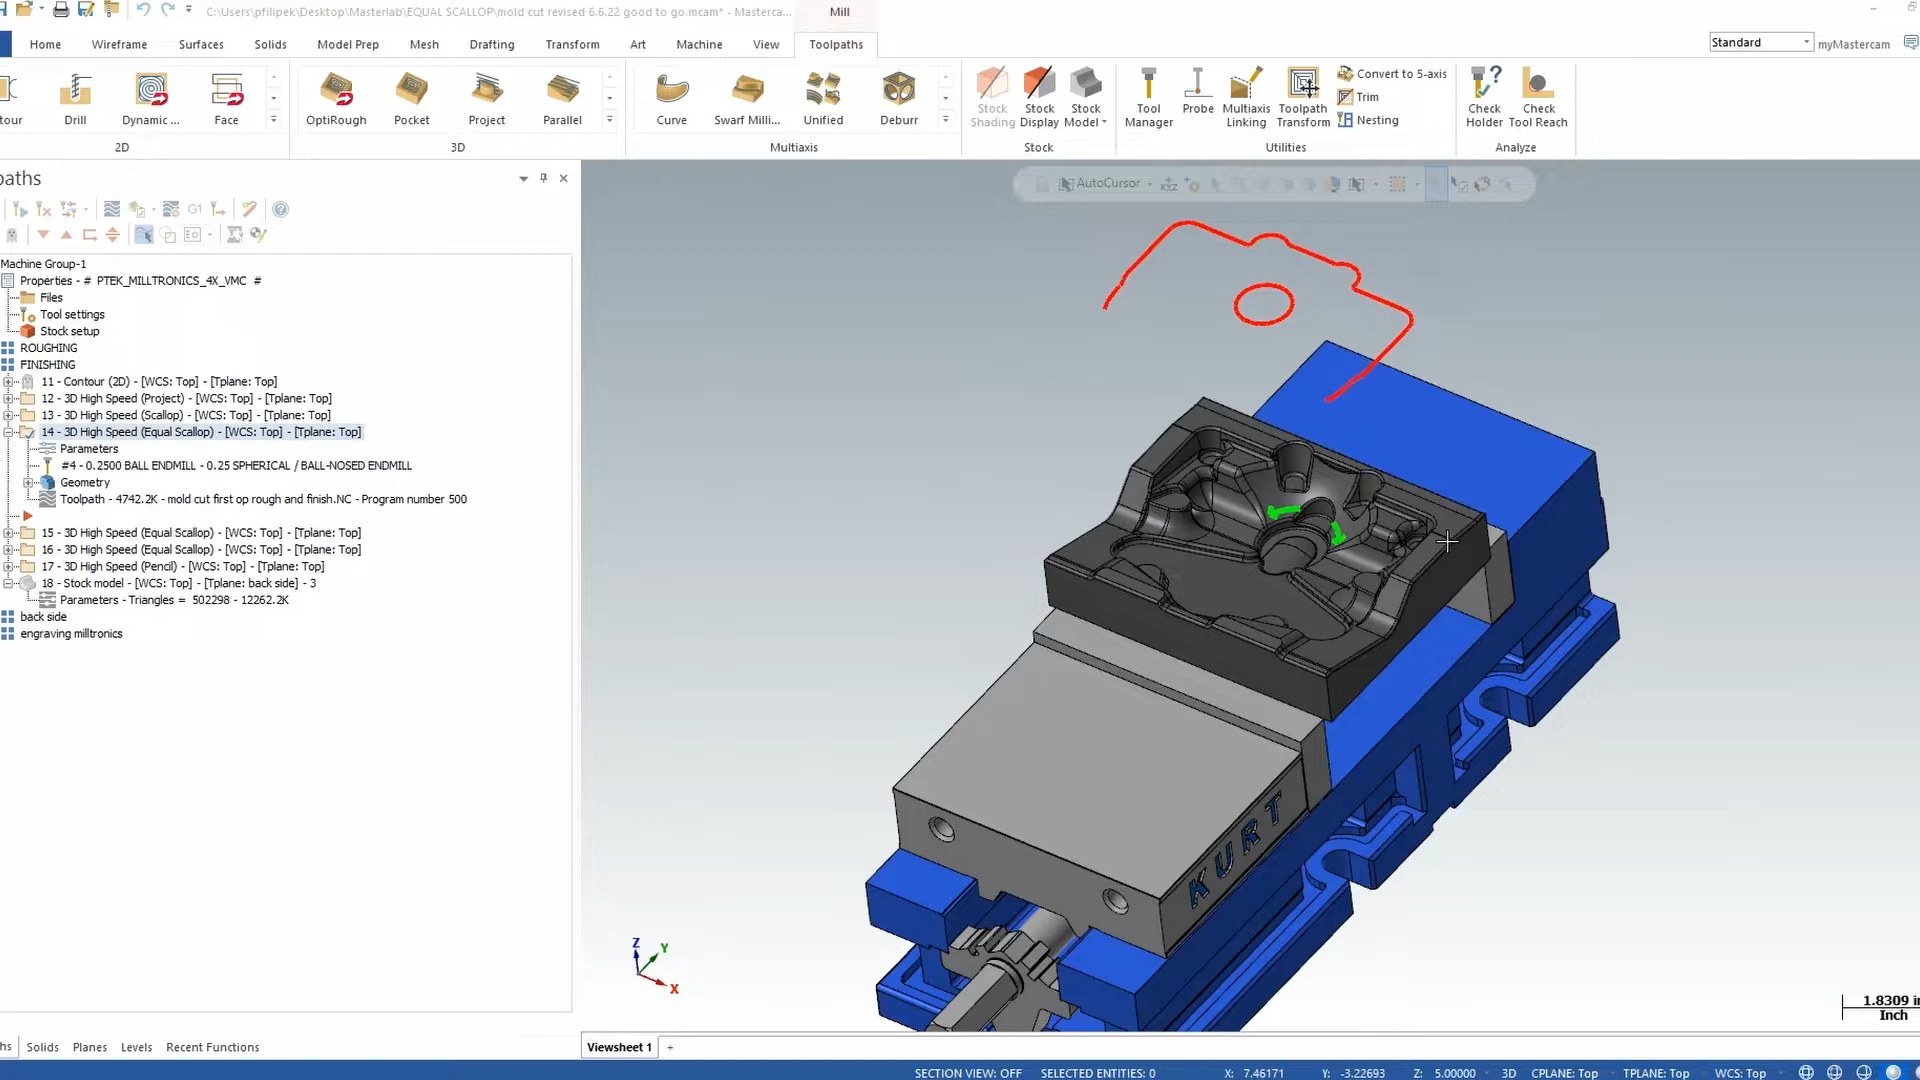 C:\Users\pfilipek\Desktop\Masterlab\EQUAL SCALLOP\mold cut revised 6.6.22 good to go.mcam* - Masterca...
Mill
Home Wireframe Surfaces Solids Model Prep Mesh Drafting Transform Art Machine View Toolpaths
Standard
myMastercam
tour Drill Dynamic ... Face
OptiRough Pocket Project Parallel
Curve Swarf Milli... Unified Deburr
Stock Shading
Stock Display
Stock Model
Tool Manager
Probe
Multiaxis Linking
Toolpath Transform
Convert to 5-axis
Trim
Nesting
Check Holder
Check Tool Reach
2D 3D Multiaxis Stock Utilities Analyze
paths
AutoCursor
G1
Machine Group-1
Properties - # PTEK_MILLTRONICS_4X_VMC #
Files
Tool settings
Stock setup
ROUGHING
FINISHING
11 - Contour (2D) - [WCS: Top] - [Tplane: Top]
12 - 3D High Speed (Project) - [WCS: Top] - [Tplane: Top]
13 - 3D High Speed (Scallop) - [WCS: Top] - [Tplane: Top]
14 - 3D High Speed (Equal Scallop) - [WCS: Top] - [Tplane: Top]
Parameters
#4 - 0.2500 BALL ENDMILL - 0.25 SPHERICAL / BALL-NOSED ENDMILL
Geometry
Toolpath - 4742.2K - mold cut first op rough and finish.NC - Program number 500
15 - 3D High Speed (Equal Scallop) - [WCS: Top] - [Tplane: Top]
16 - 3D High Speed (Equal Scallop) - [WCS: Top] - [Tplane: Top]
17 - 3D High Speed (Pencil) - [WCS: Top] - [Tplane: Top]
18 - Stock model - [WCS: Top] - [Tplane: back side] - 3
Parameters - Triangles = 502298 - 12262.2K
back side
engraving milltronics
KURT
Z
Y
X
1.8309 in
Inch
hs Solids Planes Levels Recent Functions
Viewsheet 1 +
SECTION VIEW: OFF SELECTED ENTITIES: 0 X: 7.46171 Y: -3.22693 Z: 5.00000 3D CPLANE: Top TPLANE: Top WCS: Top